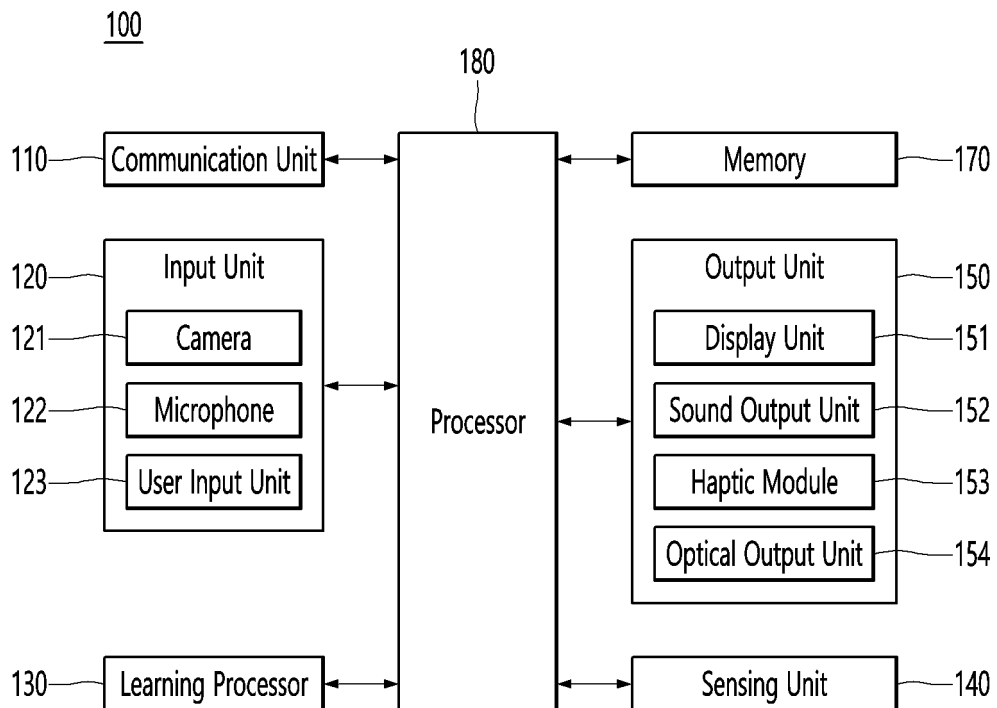 100
180
110 Communication Unit
Memory 170
120 Input Unit
Output Unit 150
121 Camera
Display Unit 151
122 Microphone
Sound Output Unit 152
Processor
123 User Input Unit
Haptic Module 153
Optical Output Unit 154
130 Learning Processor
Sensing Unit 140